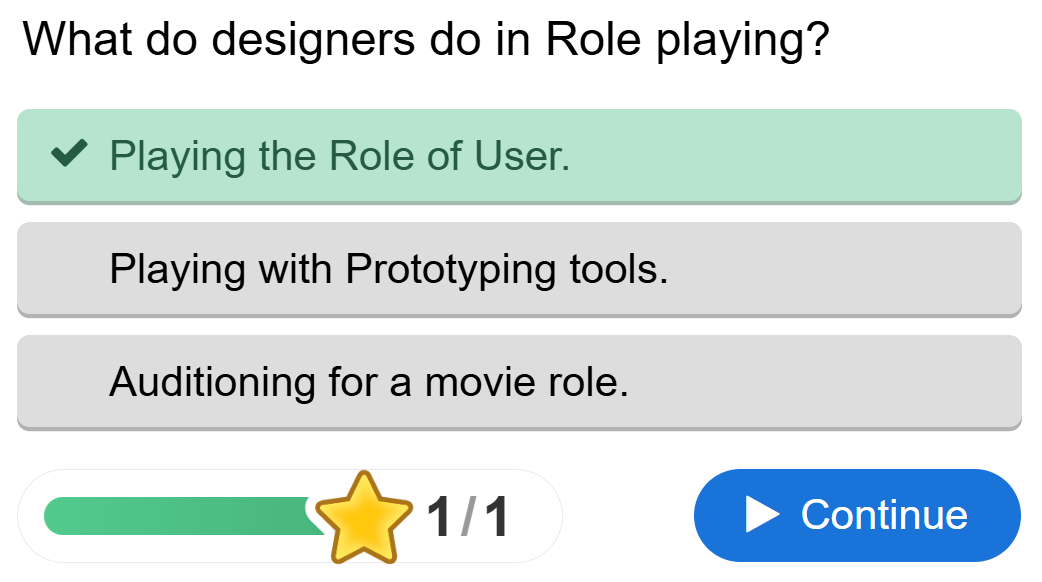 What do designers do in Role playing?
Playing the Role of User.
Playing with Prototyping tools.
Auditioning for a movie role.
1/1
Continue